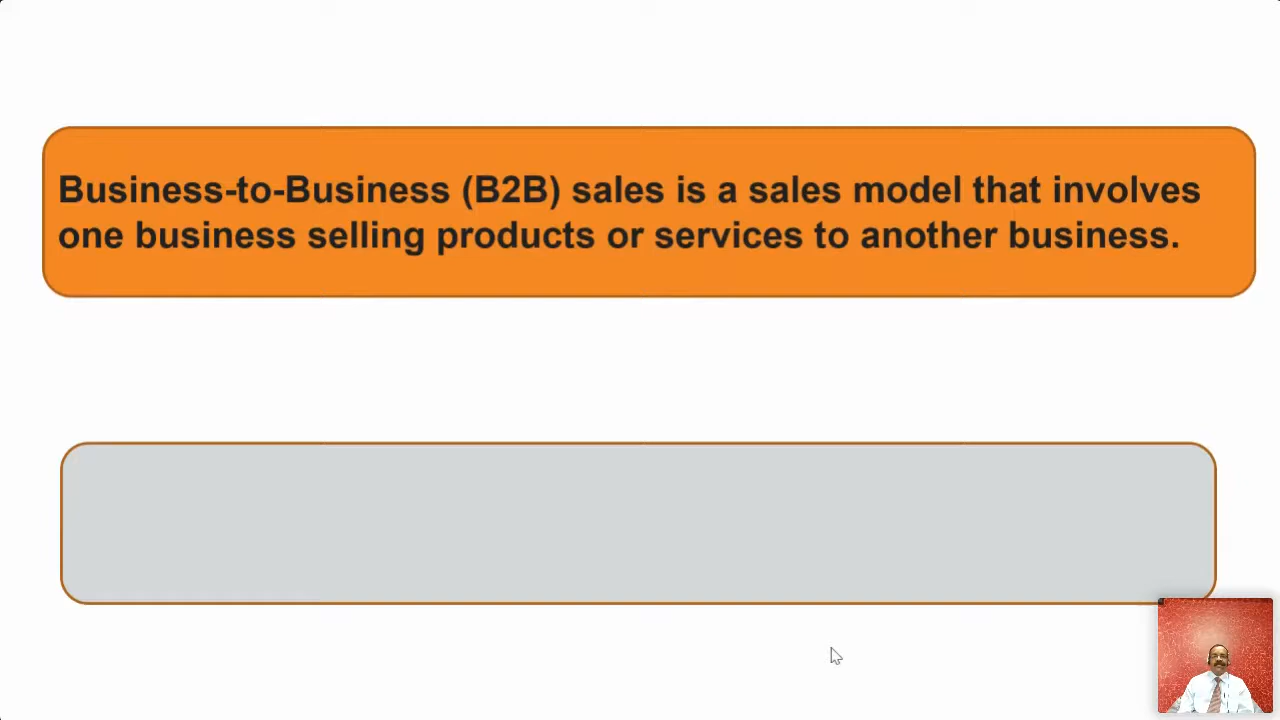 Business-to-Business (B2B) sales is a sales model that involves
one business selling products or services to another business.